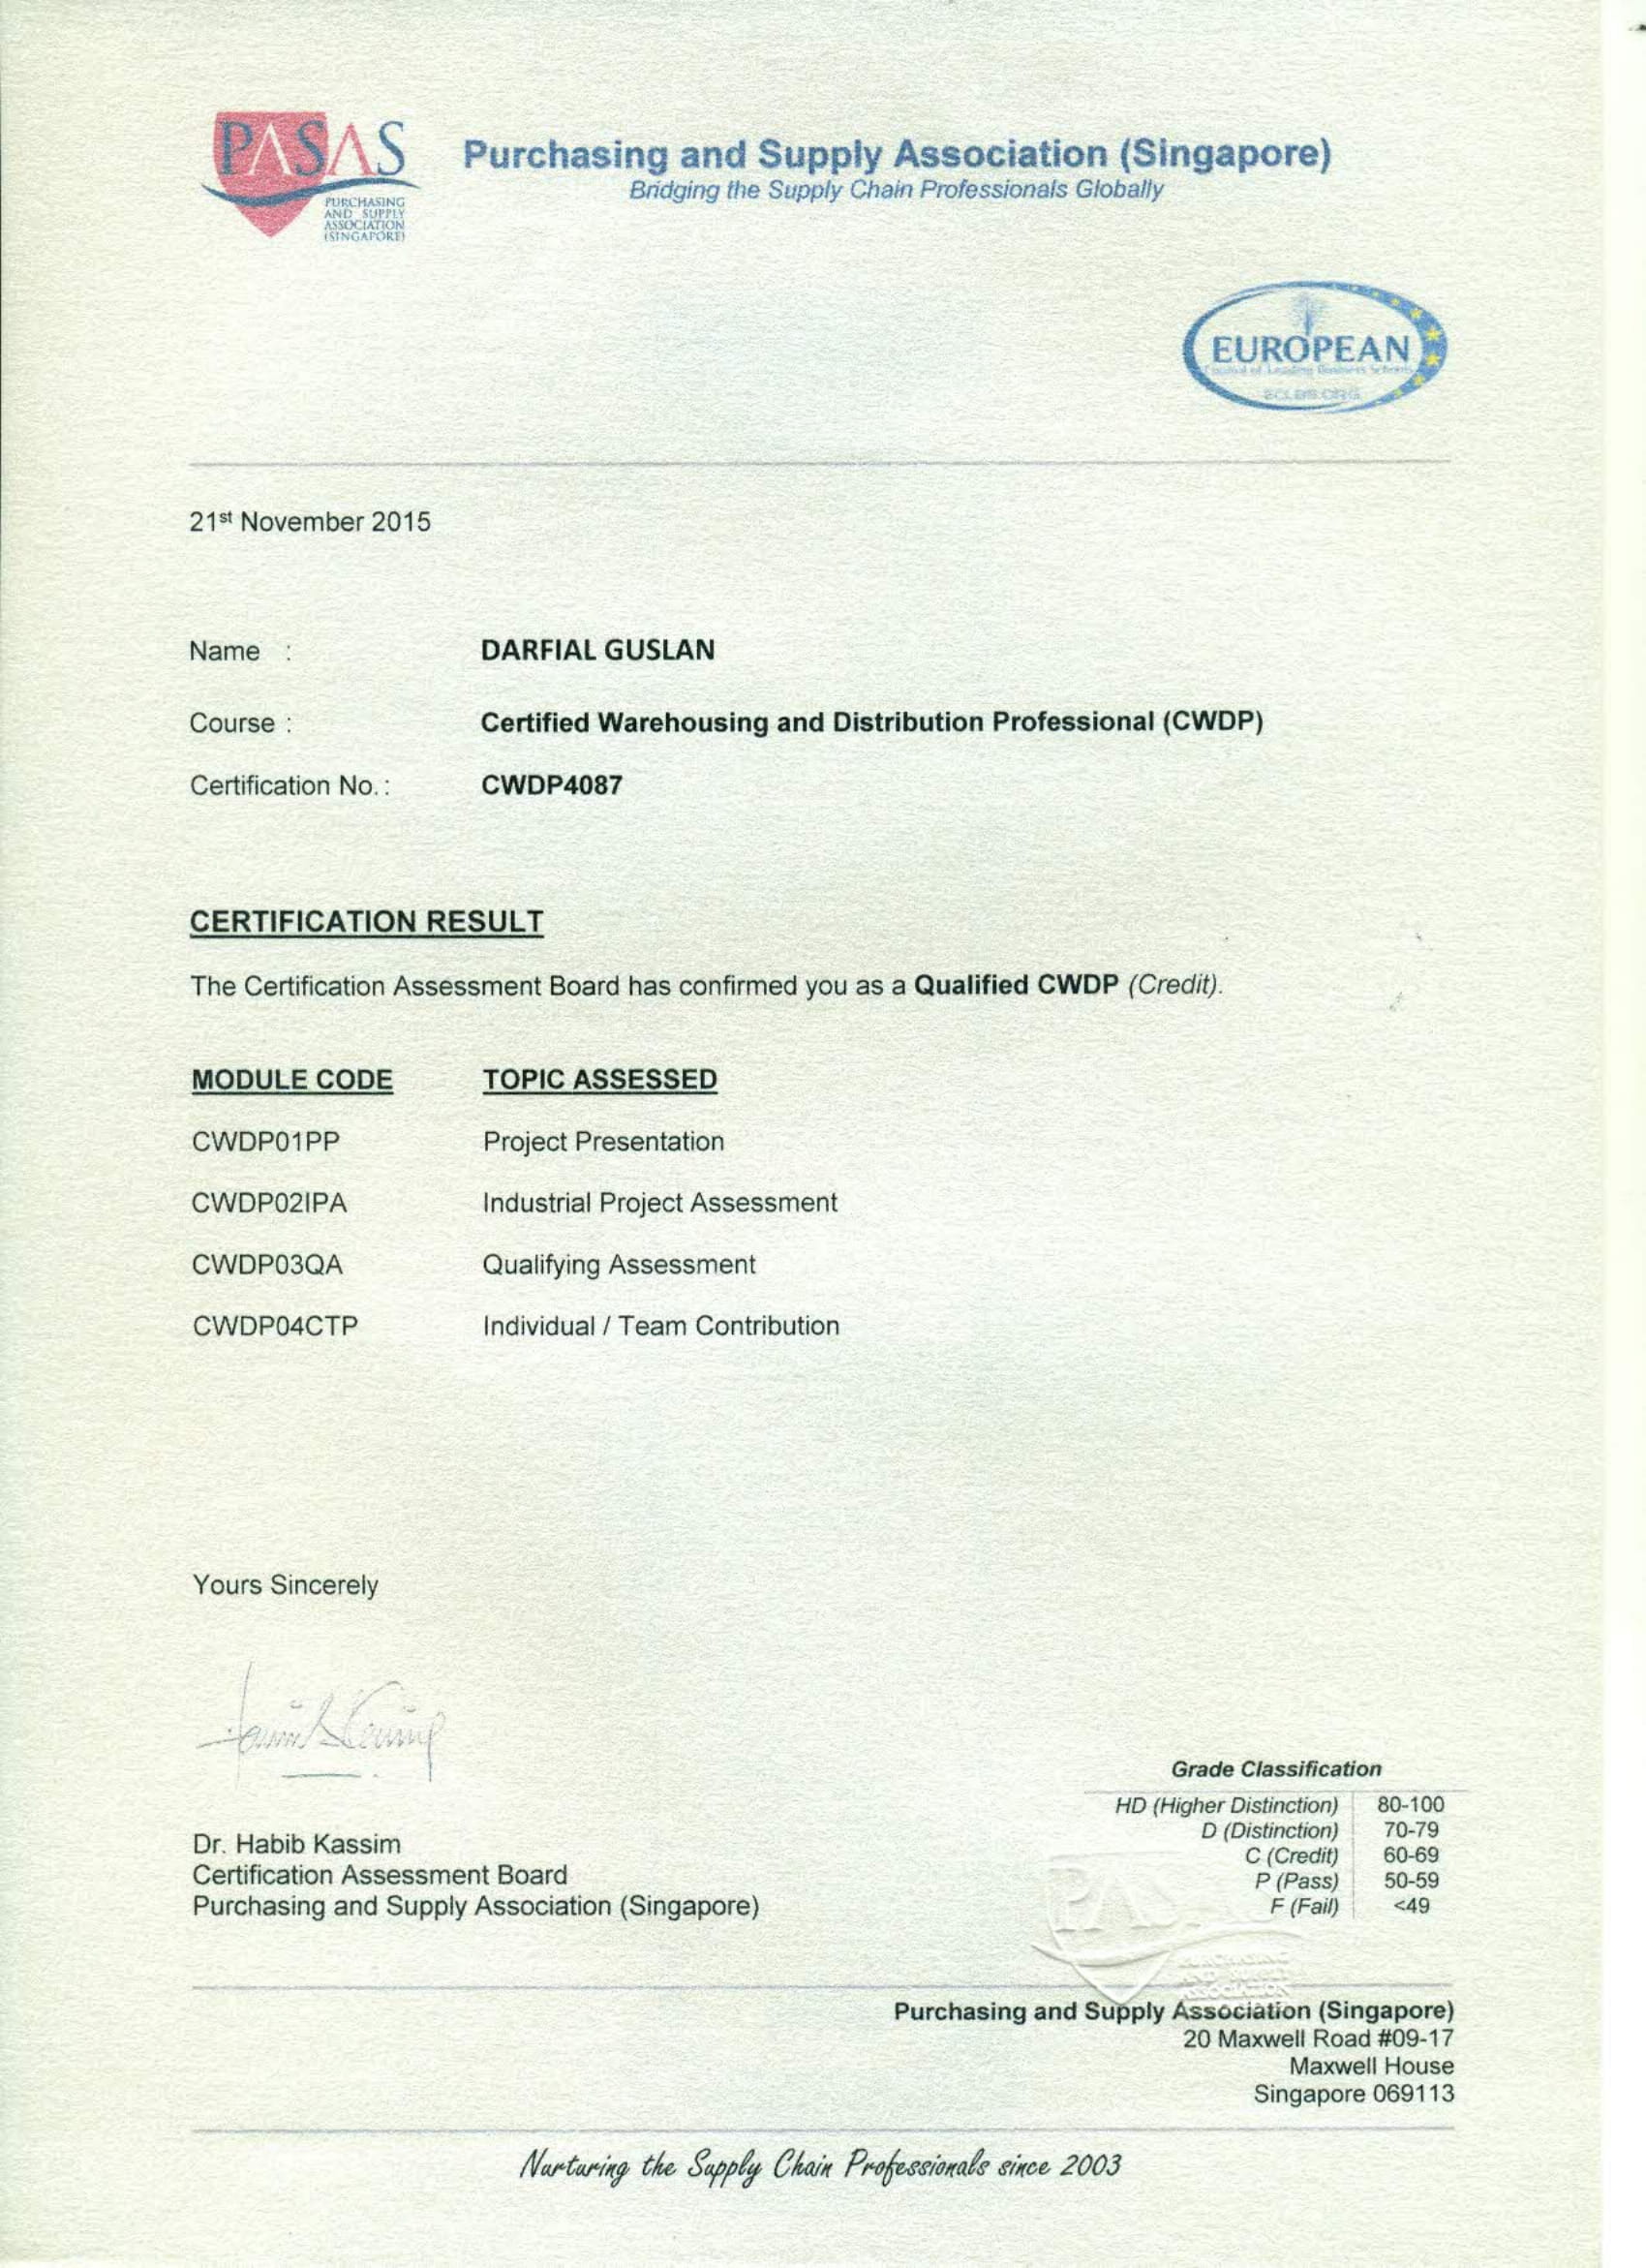 PASAS
PURCHASING
AND SUPPLY
ASSOCIATION
(SINGAPORE)
Purchasing and Supply Association (Singapore)
Bridging the Supply Chain Professionals Globally
EUROPEAN
Council of Leading Business Schools
ECLBS.ORG
21st November 2015
Name : DARFIAL GUSLAN
Course : Certified Warehousing and Distribution Professional (CWDP)
Certification No. : CWDP4087
CERTIFICATION RESULT
The Certification Assessment Board has confirmed you as a Qualified CWDP (Credit).
MODULE CODE TOPIC ASSESSED
CWDP01PP Project Presentation
CWDP02IPA Industrial Project Assessment
CWDP03QA Qualifying Assessment
CWDP04CTP Individual / Team Contribution
Yours Sincerely
Dr. Habib Kassim
Certification Assessment Board
Purchasing and Supply Association (Singapore)
Grade Classification
HD (Higher Distinction) 80-100
D (Distinction) 70-79
C (Credit) 60-69
P (Pass) 50-59
F (Fail) <49
Purchasing and Supply Association (Singapore)
20 Maxwell Road #09-17
Maxwell House
Singapore 069113
Nurturing the Supply Chain Professionals since 2003